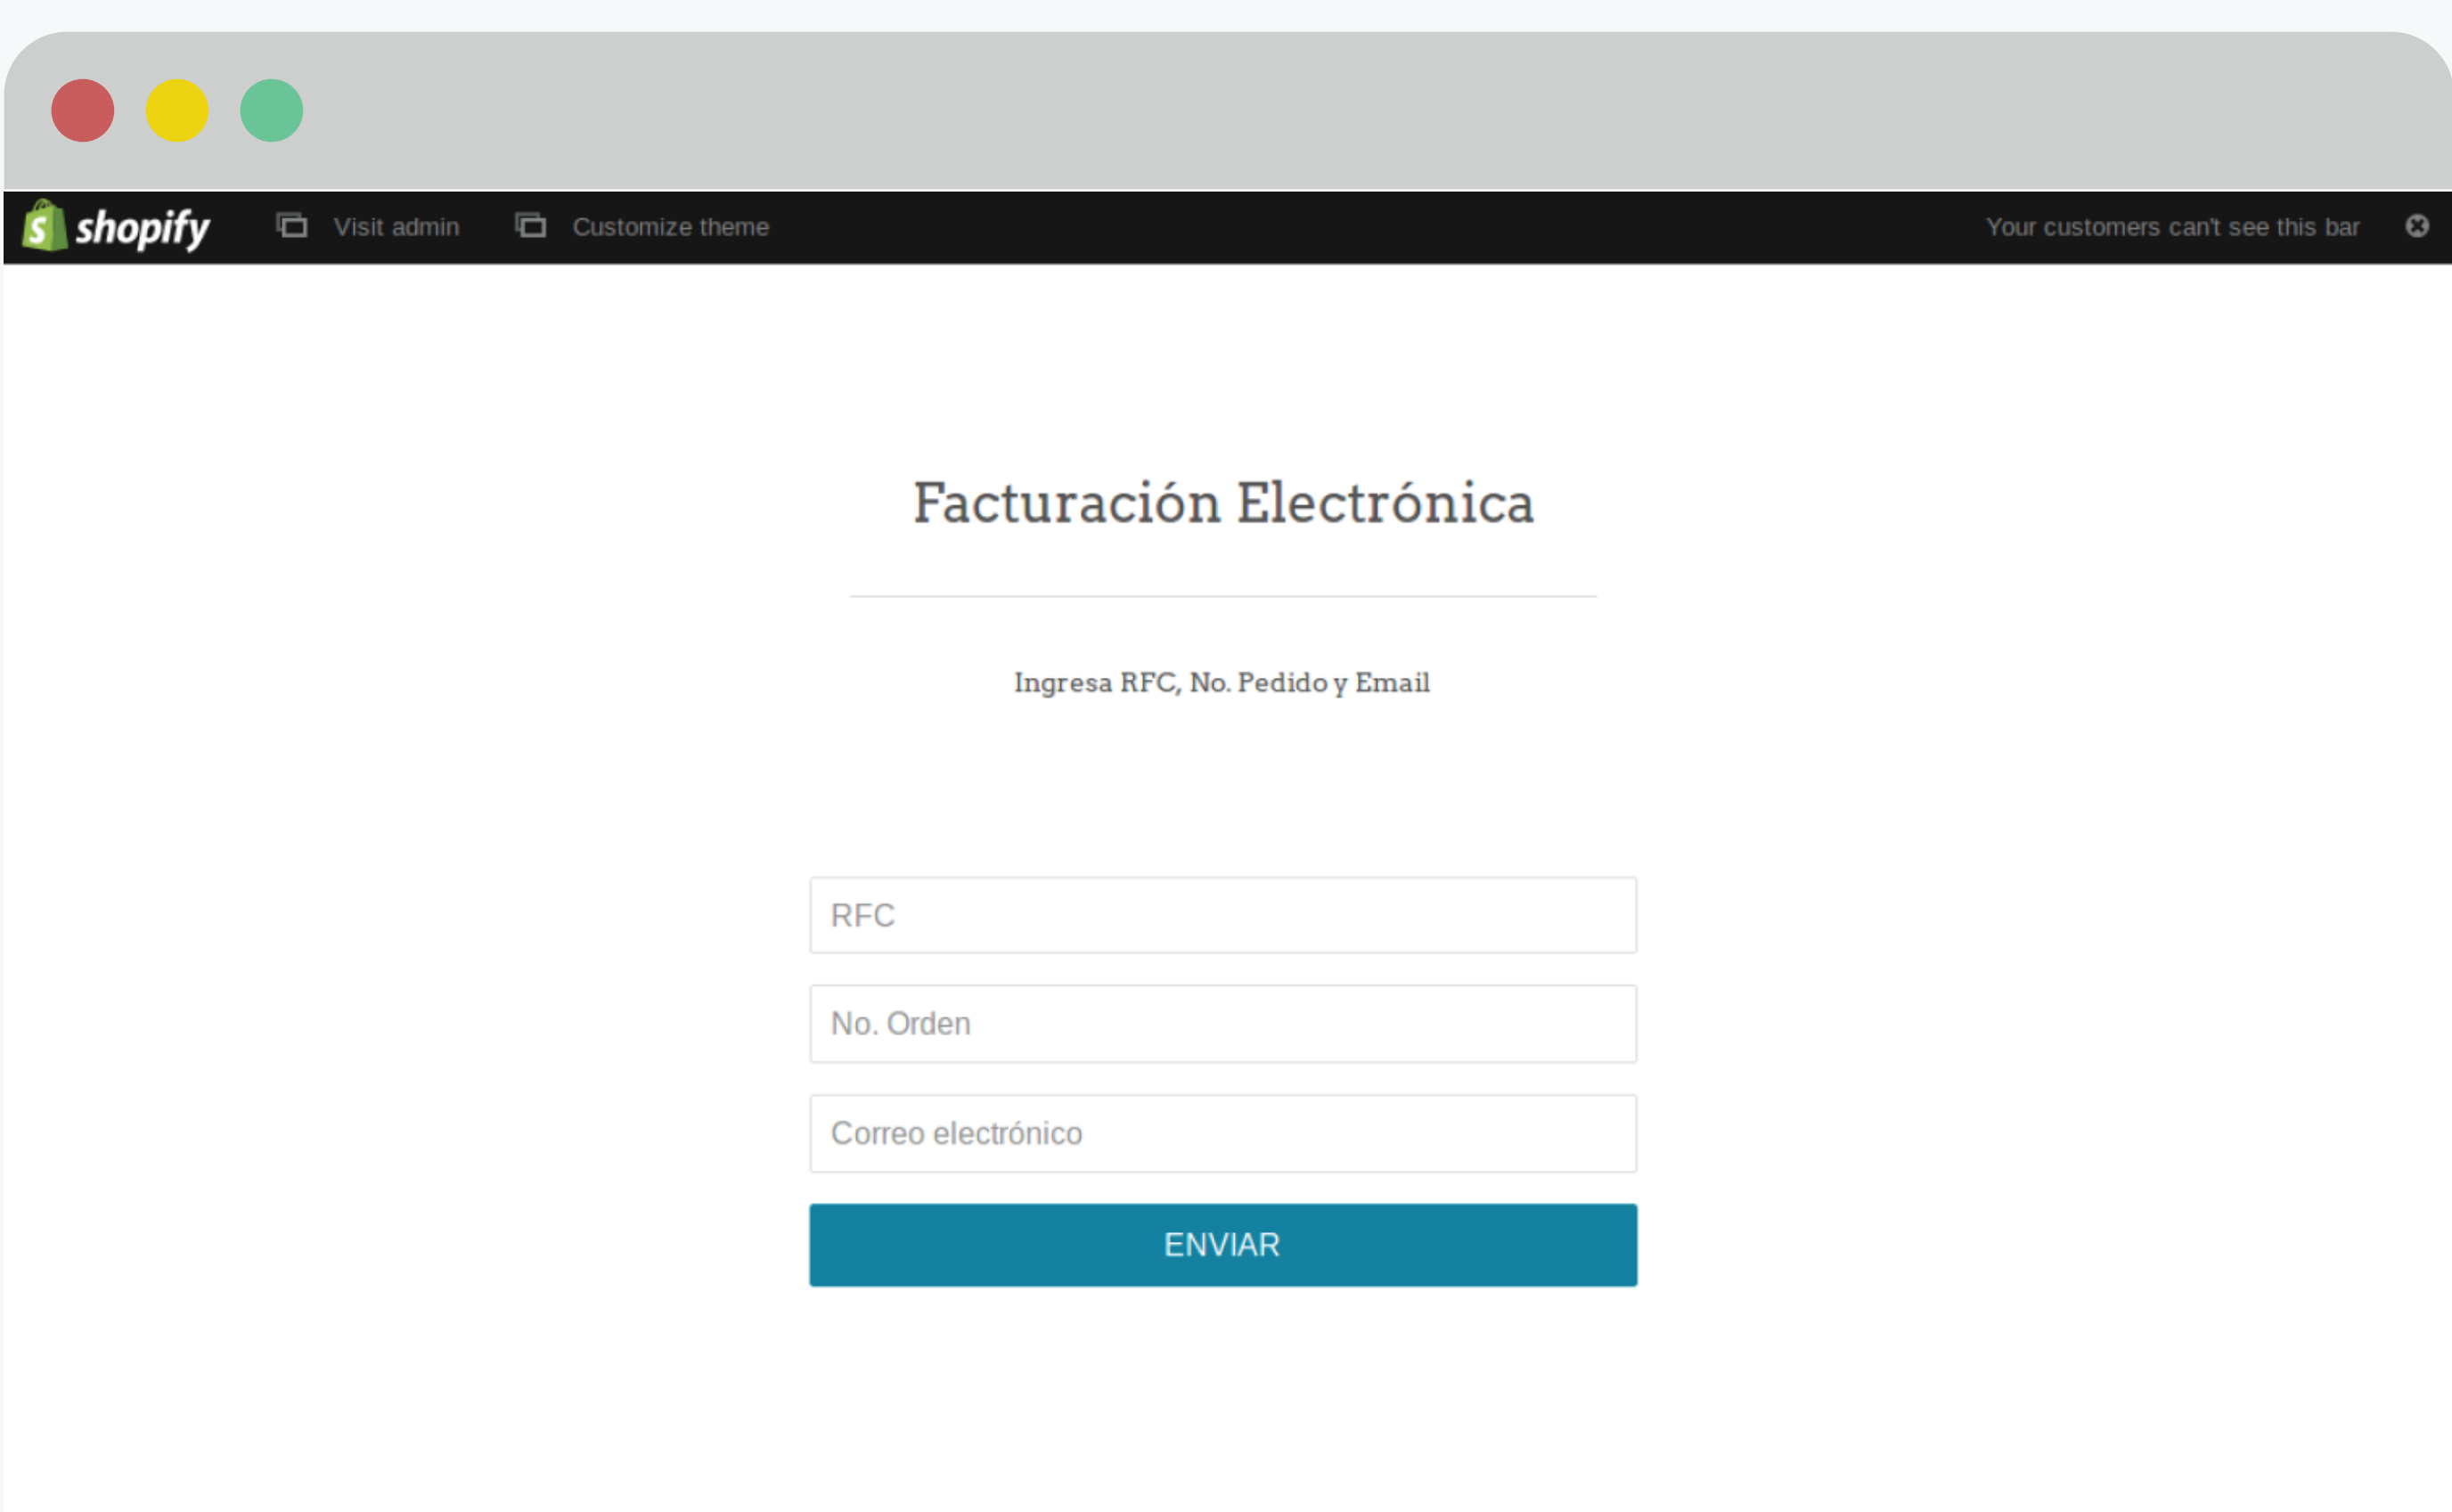 shopify Visit admin Customize theme Your customers can't see this bar
Facturación Electrónica
Ingresa RFC, No. Pedido y Email
RFC
No. Orden
Correo electrónico
ENVIAR